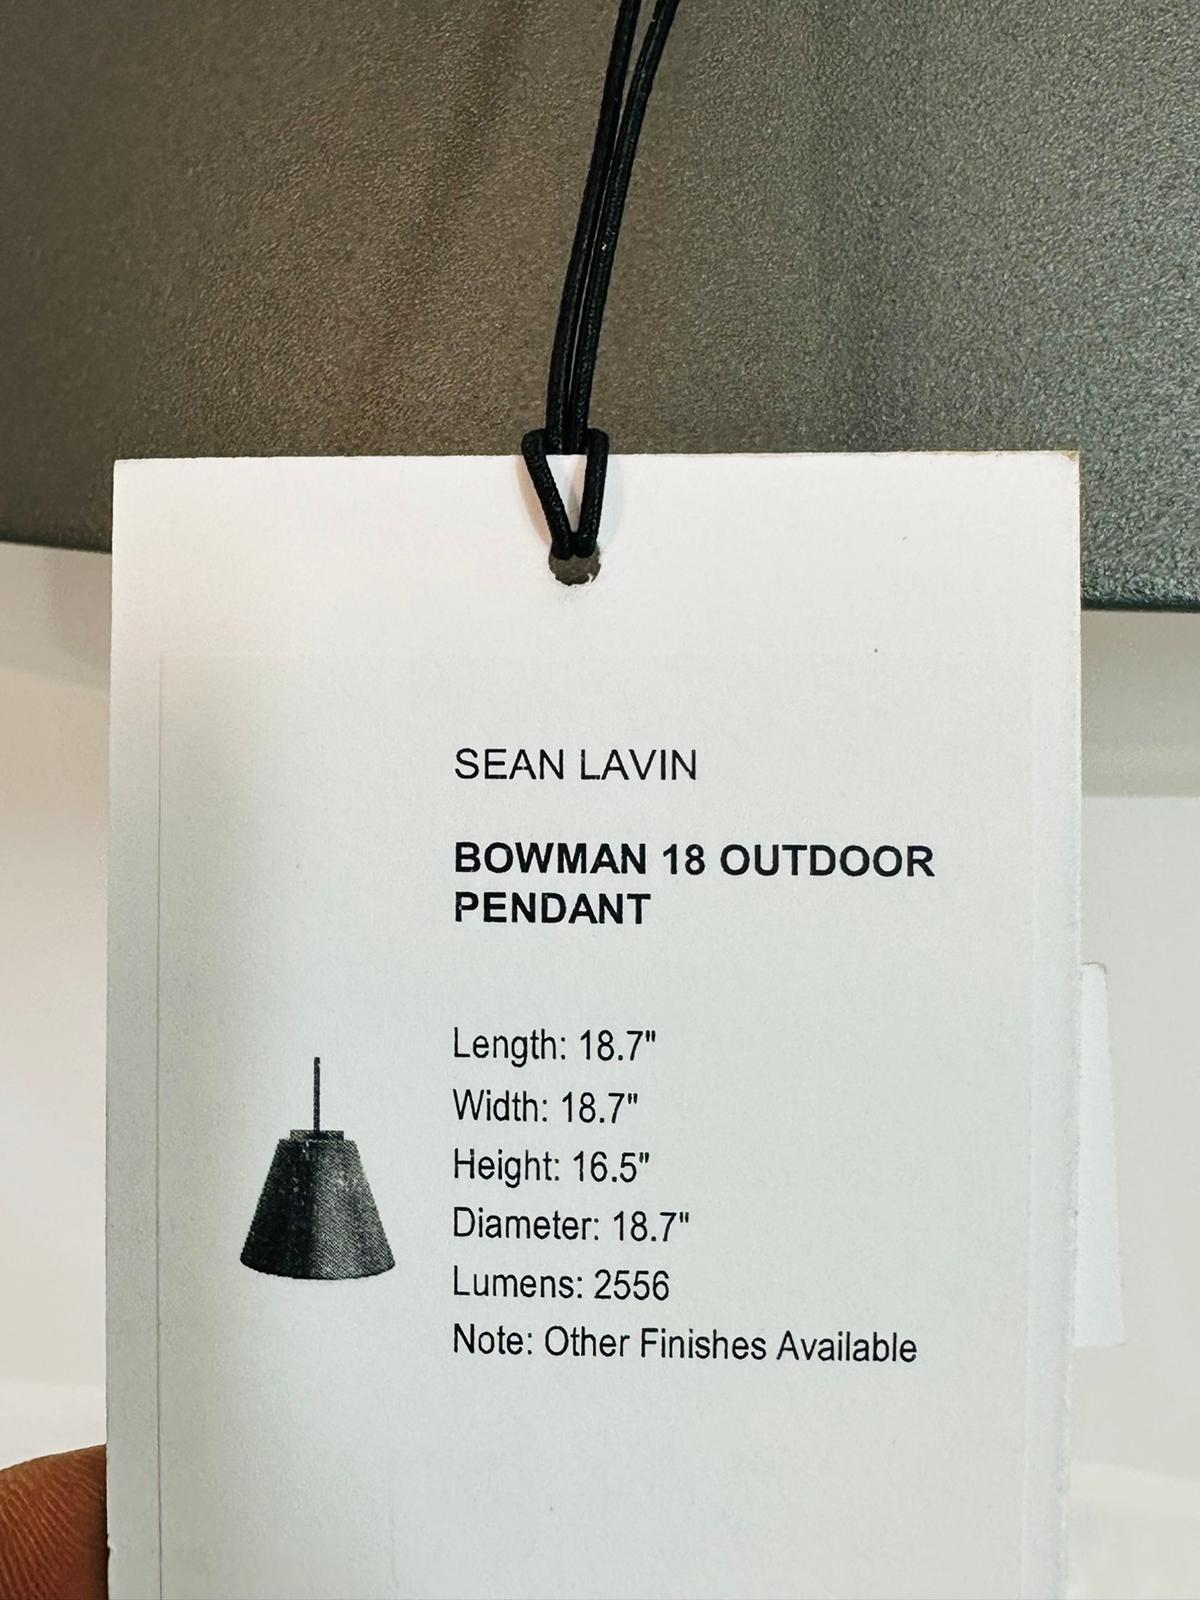 SEAN LAVIN
BOWMAN 18 OUTDOOR
PENDANT
Length: 18.7"
Width: 18.7"
Height: 16.5"
Diameter: 18.7"
Lumens: 2556
Note: Other Finishes Available